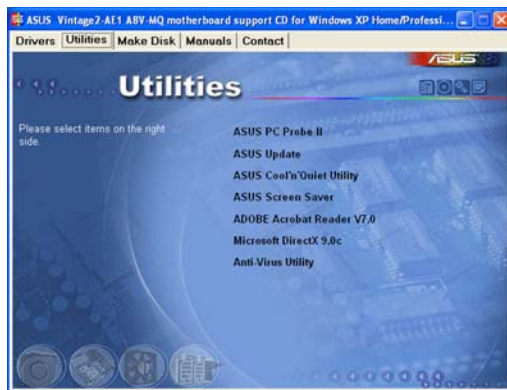 ASUS Vintage2-AE1 A8V-MQ motherboard support CD for Windows XP Home/Professi...
Drivers Utilities Make Disk Manuals Contact
ASUS
Utilities
Please select items on the right
side.
ASUS PC Probe II
ASUS Update
ASUS Cool'n'Quiet Utility
ASUS Screen Saver
ADOBE Acrobat Reader V7.0
Microsoft DirectX 9.0c
Anti-Virus Utility